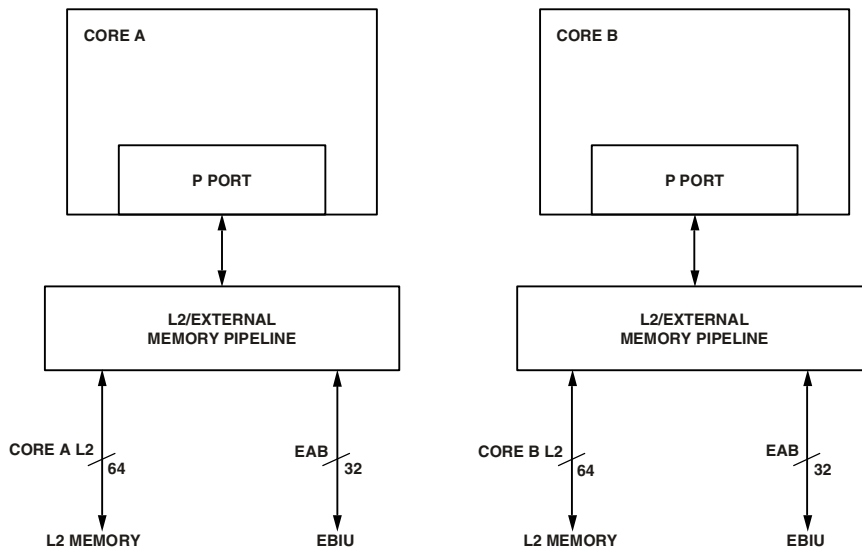 CORE A
P PORT
L2/EXTERNAL
MEMORY PIPELINE
CORE A L2
64
EAB
32
L2 MEMORY
EBIU
CORE B
P PORT
L2/EXTERNAL
MEMORY PIPELINE
CORE B L2
64
EAB
32
L2 MEMORY
EBIU